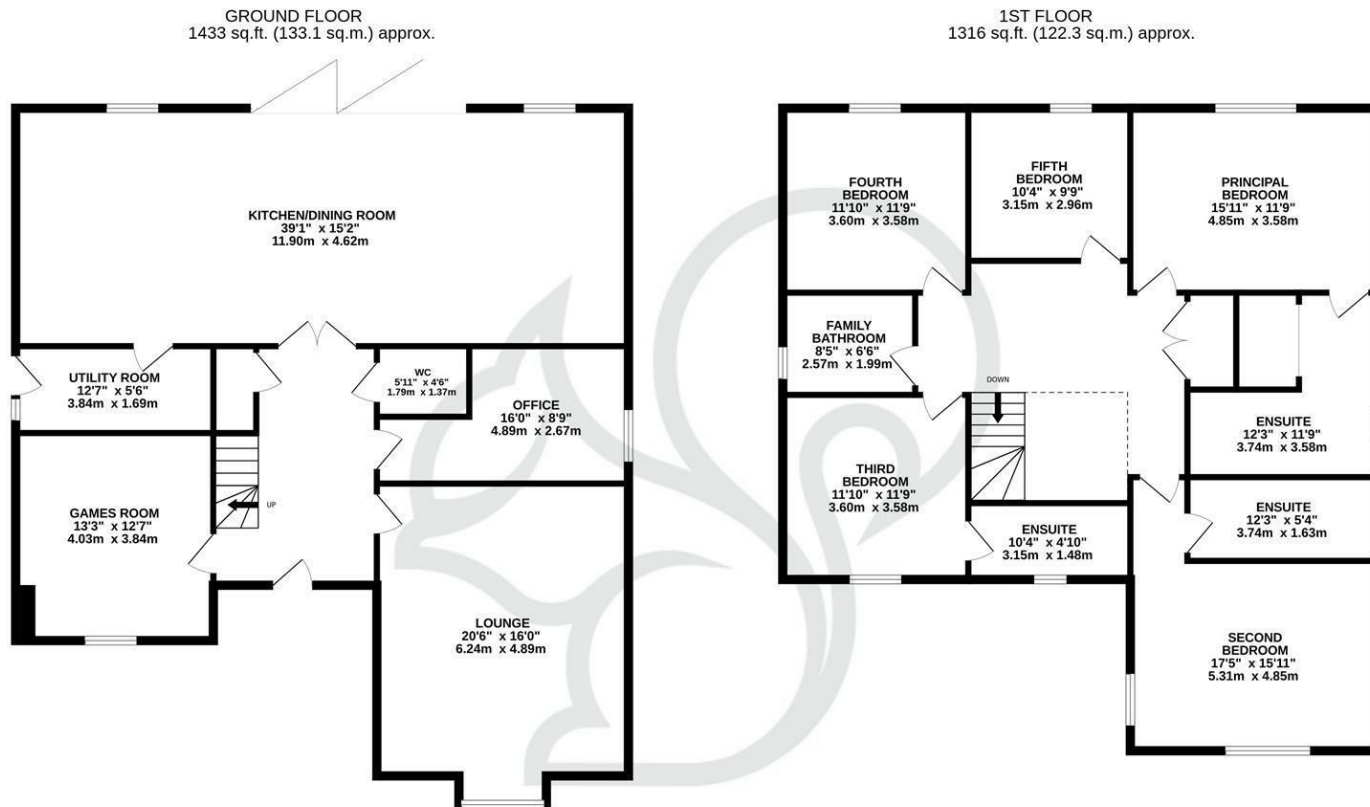 GROUND FLOOR
1433 sq.ft. (133.1 sq.m.) approx.
KITCHEN/DINING ROOM
39'1" x 15'2"
11.90m x 4.62m
UTILITY ROOM
12'7" x 5'6"
3.84m x 1.69m
WC
5'11" x 4'6"
1.79m x 1.37m
OFFICE
16'0" x 8'9"
4.89m x 2.67m
GAMES ROOM
13'3" x 12'7"
4.03m x 3.84m
UP
LOUNGE
20'6" x 16'0"
6.24m x 4.89m
1ST FLOOR
1316 sq.ft. (122.3 sq.m.) approx.
FOURTH
BEDROOM
11'10" x 11'9"
3.60m x 3.58m
FIFTH
BEDROOM
10'4" x 9'9"
3.15m x 2.96m
PRINCIPAL
BEDROOM
15'11" x 11'9"
4.85m x 3.58m
FAMILY
BATHROOM
8'5" x 6'6"
2.57m x 1.99m
DOWN
ENSUITE
12'3" x 11'9"
3.74m x 3.58m
THIRD
BEDROOM
11'10" x 11'9"
3.60m x 3.58m
ENSUITE
10'4" x 4'10"
3.15m x 1.48m
ENSUITE
12'3" x 5'4"
3.74m x 1.63m
SECOND
BEDROOM
17'5" x 15'11"
5.31m x 4.85m